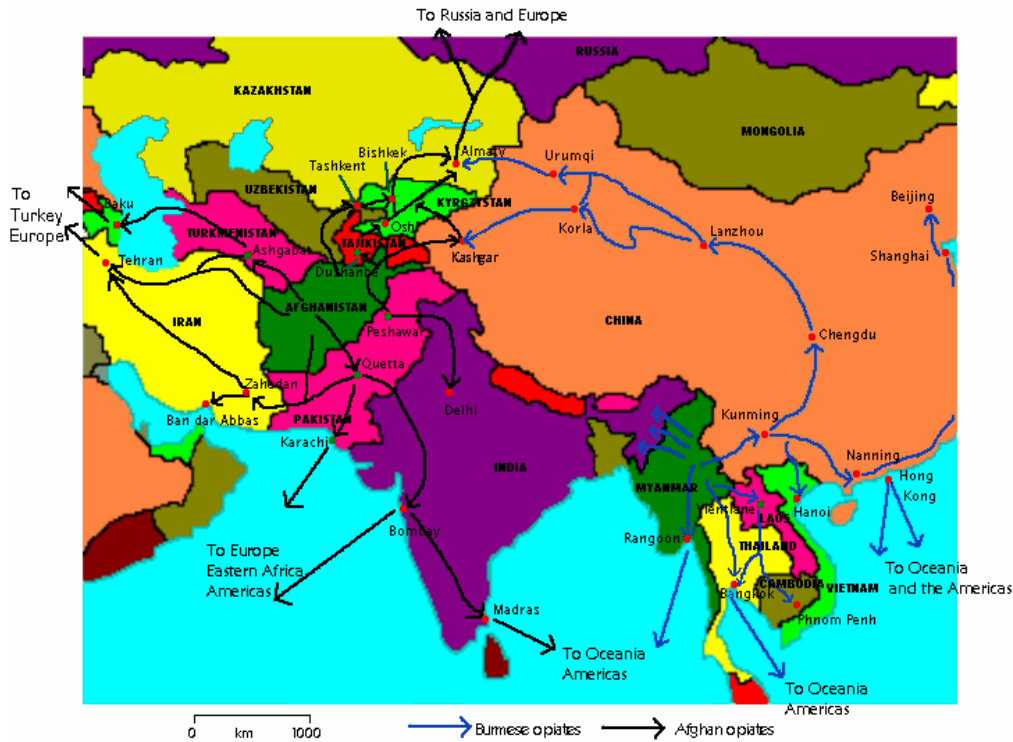 To Russia and Europe
RUSSIA
KAZAKHSTAN
MONGOLIA
Bishkek
Almaty
Urumqi
Tashkent
To
Turkey
Europe
Baku
UZBEKISTAN
KYRGZYSTAN
Beijing
TURKMENISTAN
Osh
Korla
Lanzhou
Ashgabat
TAJIKISTAN
Kashgar
Shanghai
Tehran
Dushanbe
AFGHANISTAN
IRAN
Peshawar
CHINA
Chengdu
Quetta
Zahedan
Delhi
Ban dar Abbas
PAKISTAN
Kunming
Karachi
Nanning
INDIA
Hong
Kong
MYANMAR
Vientiane
Hanoi
LAOS
Bombay
Rangoon
THAILAND
To Europe
Eastern Africa
Americas
To Oceania
and the Americas
CAMBODIA
VIETNAM
Bangkok
Phnom Penh
Madras
To Oceania
Americas
To Oceania
Americas
0 km 1000
Burmese opiates
Afghan opiates